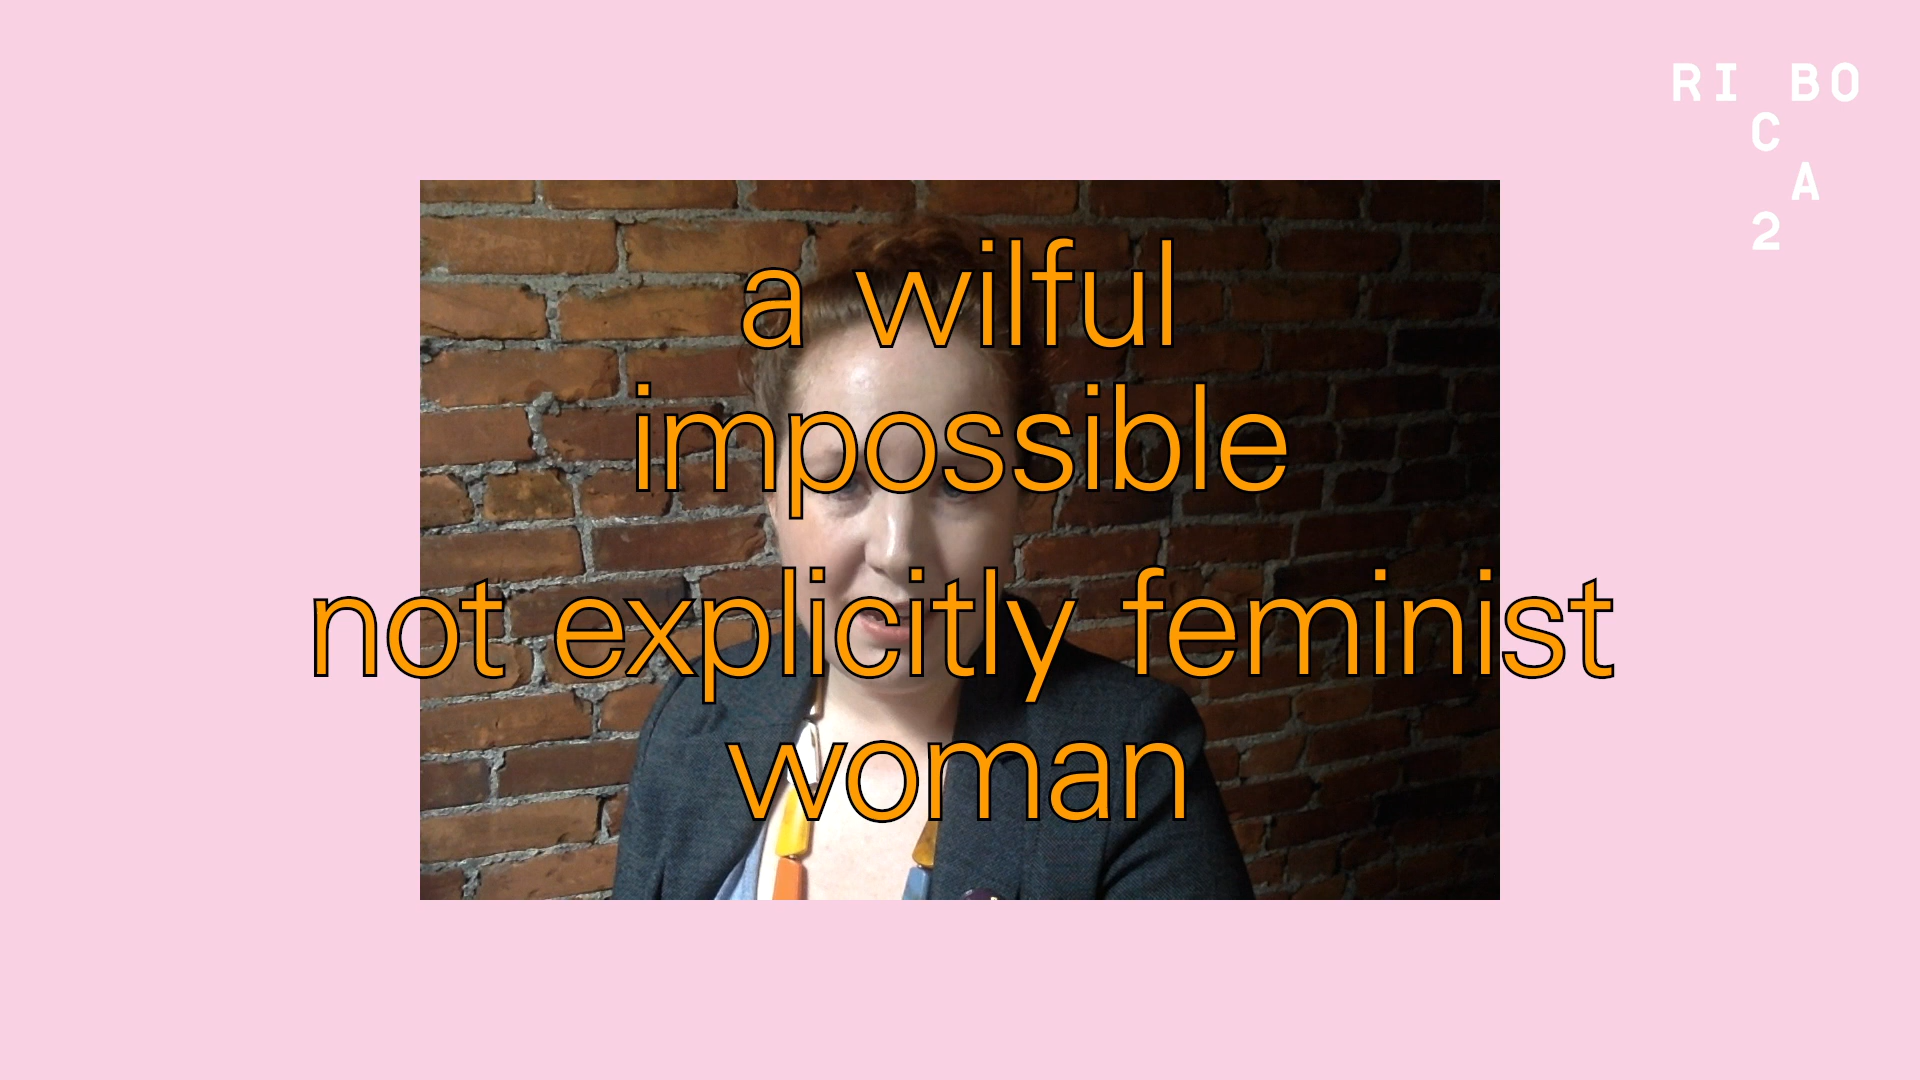 RI BO
C
A
2
a wilful
impossible
not explicitly feminist
woman